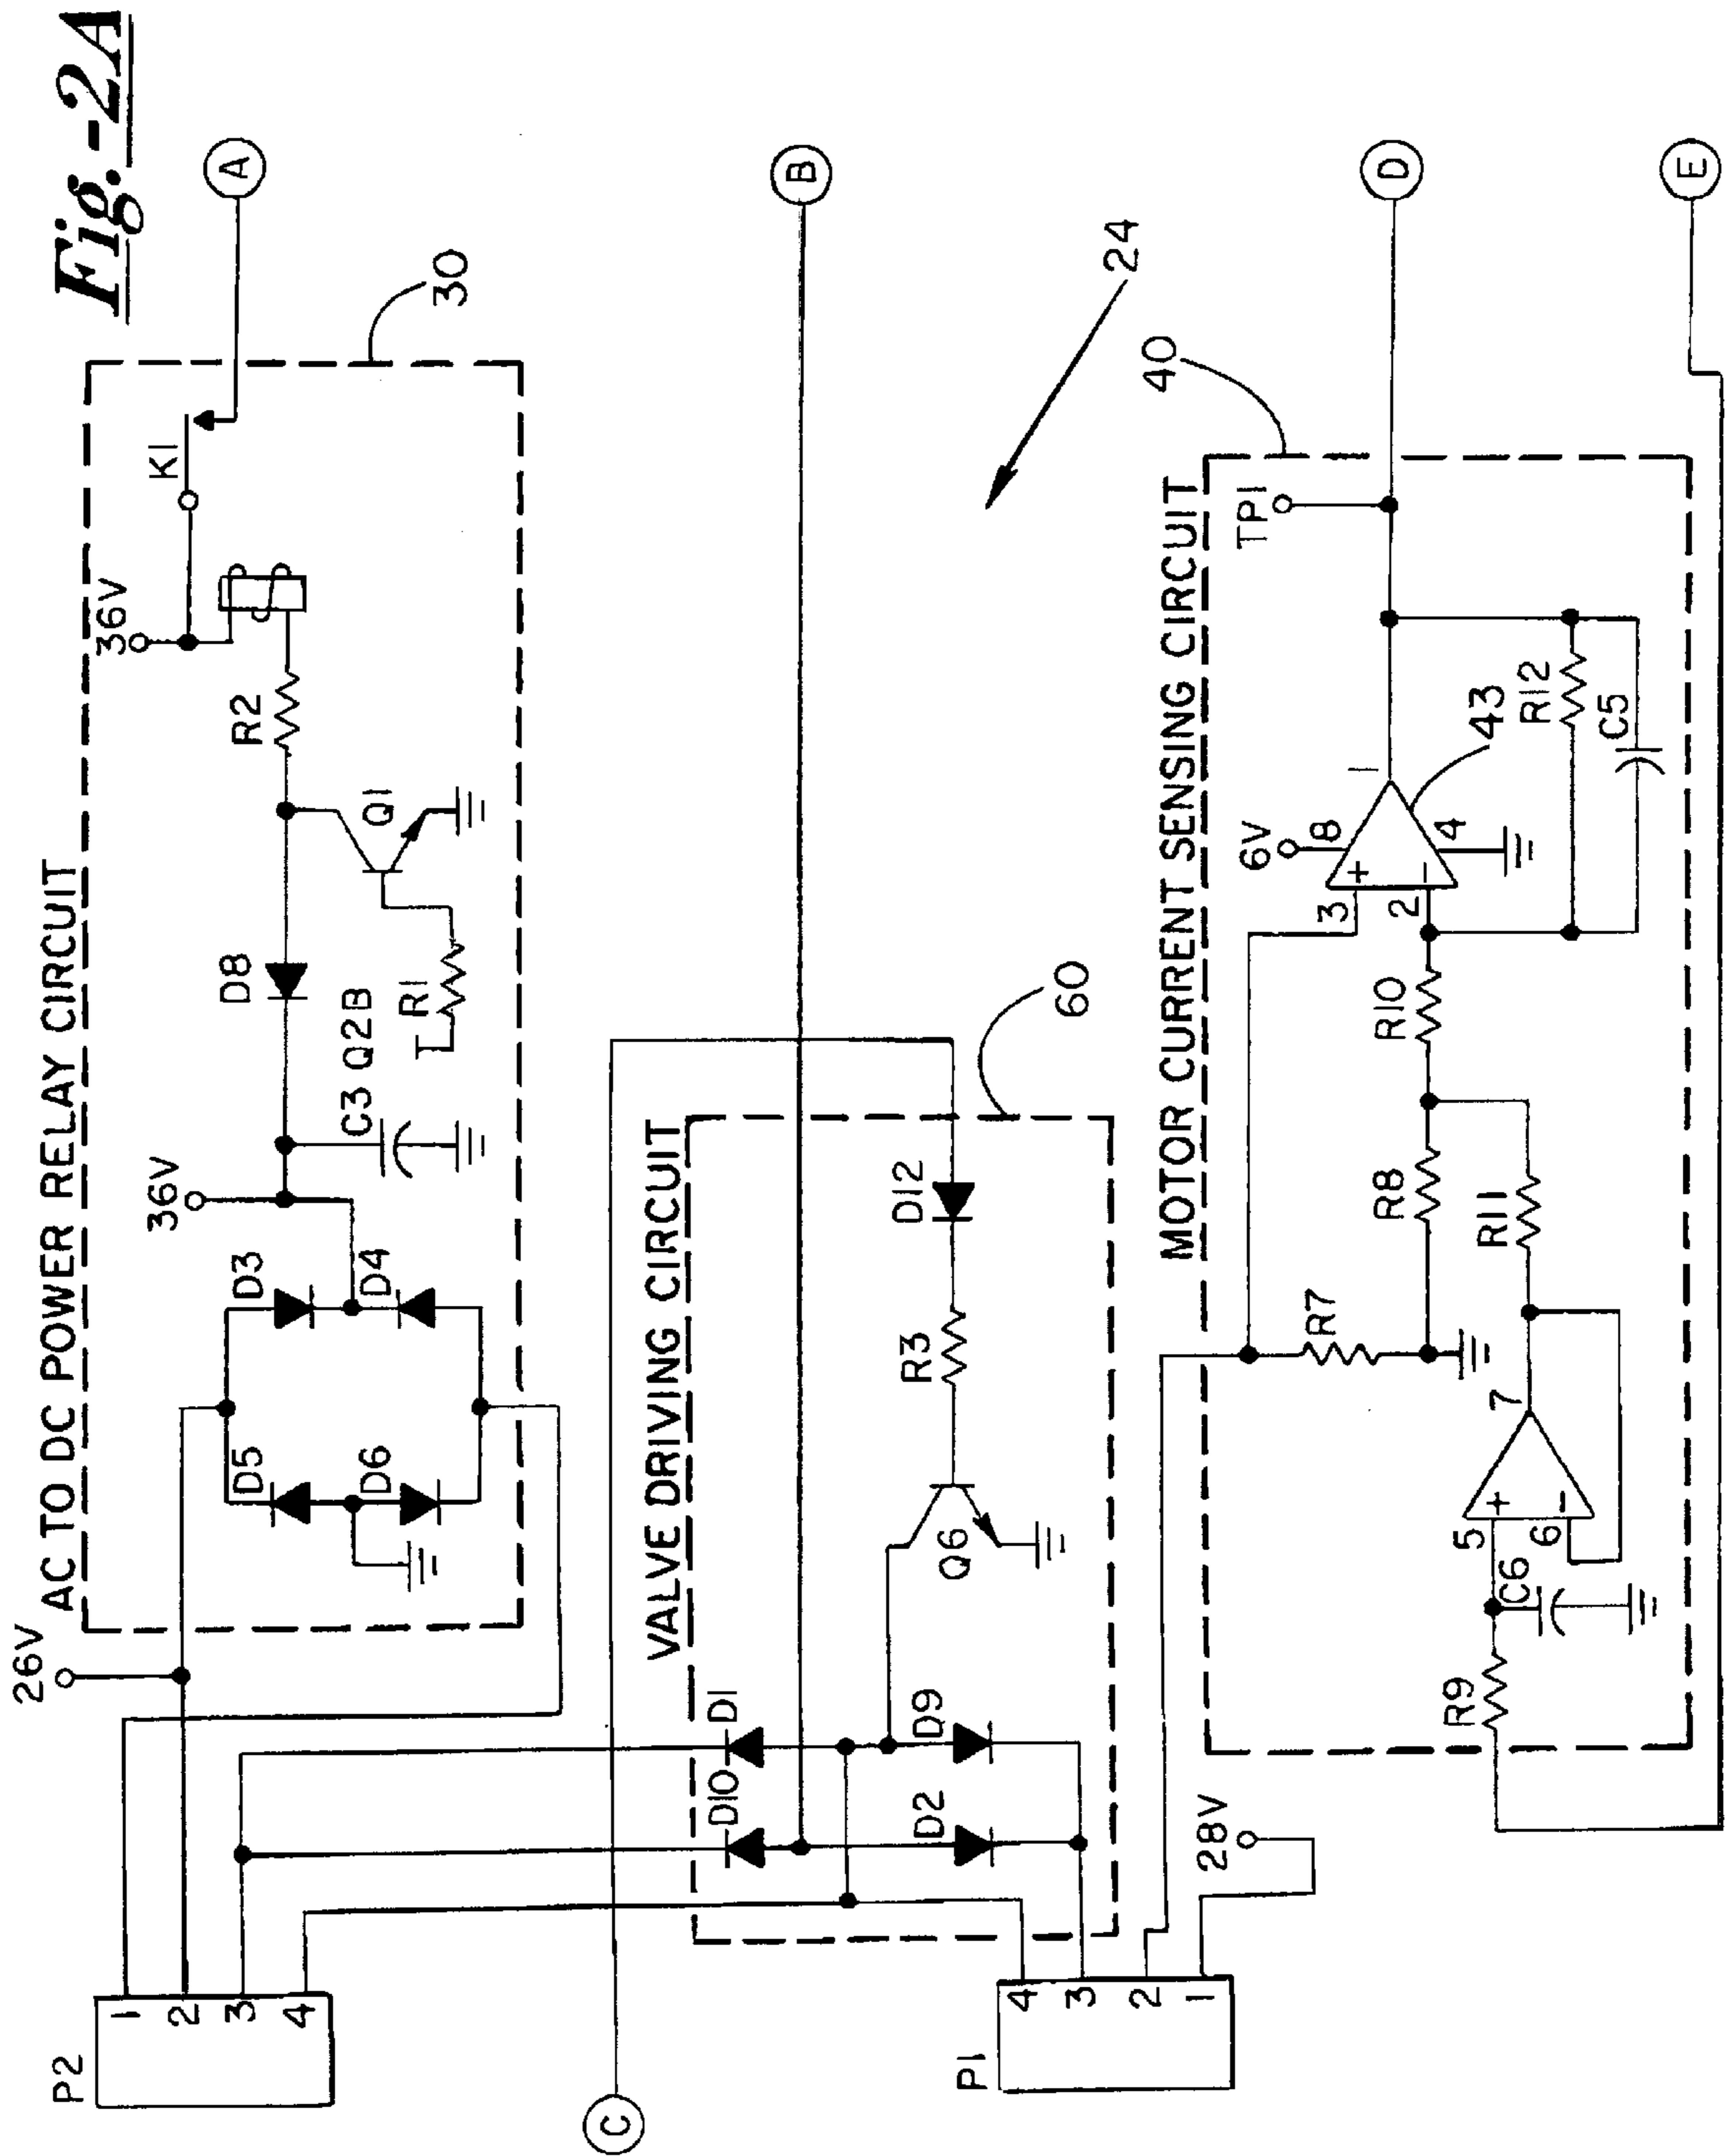 Fig.-2A
AC TO DC POWER RELAY CIRCUIT
26V
P2
1
2
3
4
D5
D6
D3
D4
36V
C3
Q2B
D8
R1
Q1
R2
36V
K1
30
A
C
VALVE DRIVING CIRCUIT
D10
D1
D2
D9
Q6
R3
D12
60
B
24
P1
4
3
2
1
28V
MOTOR CURRENT SENSING CIRCUIT
40
R9
C6
5
6
+
-
7
R7
R8
R11
R10
3
2
+
-
6V
8
4
1
43
R12
C5
TP1
D
E